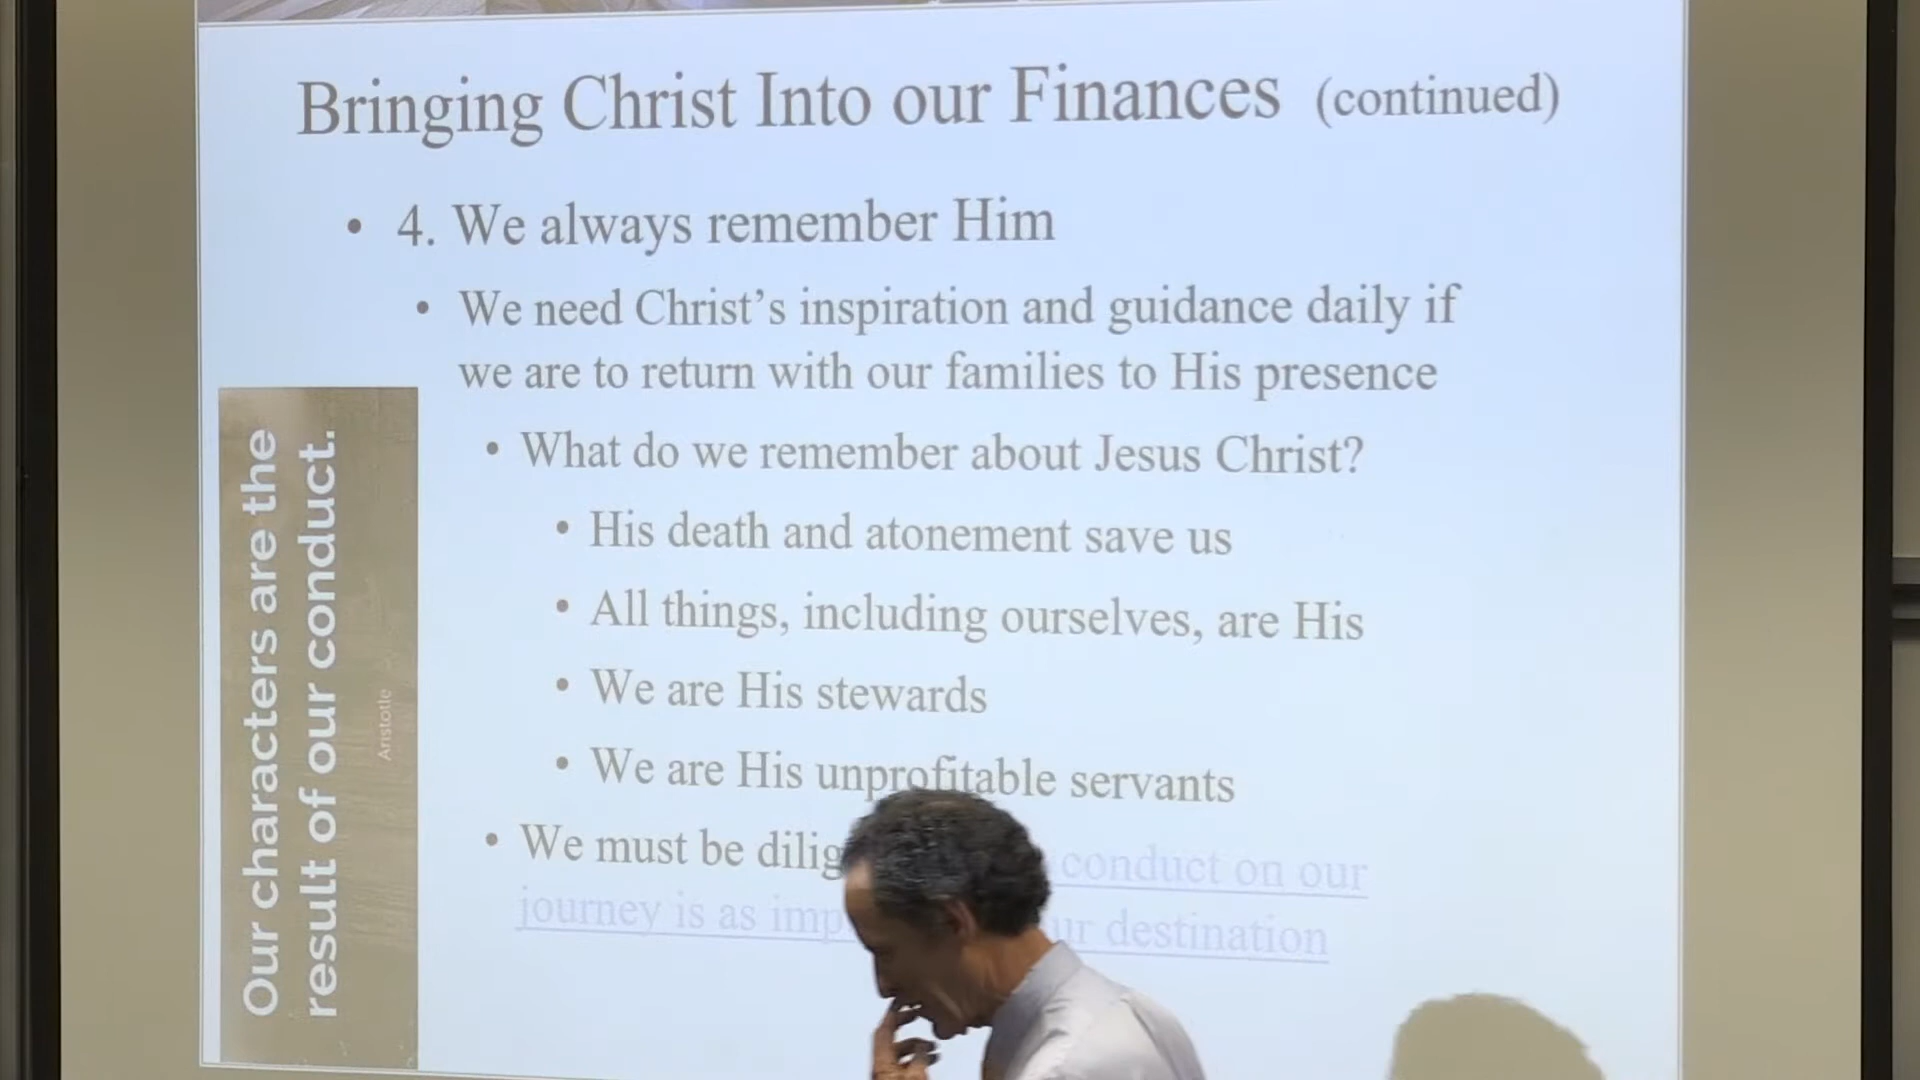 Bringing Christ Into our Finances (continued)
• 4. We always remember Him
• We need Christ’s inspiration and guidance daily if
we are to return with our families to His presence
• What do we remember about Jesus Christ?
• His death and atonement save us
• All things, including ourselves, are His
• We are His stewards
• We are His unprofitable servants
• We must be conduct on our
journey is as destination
Our characters are the
result of our conduct.
Aristotle